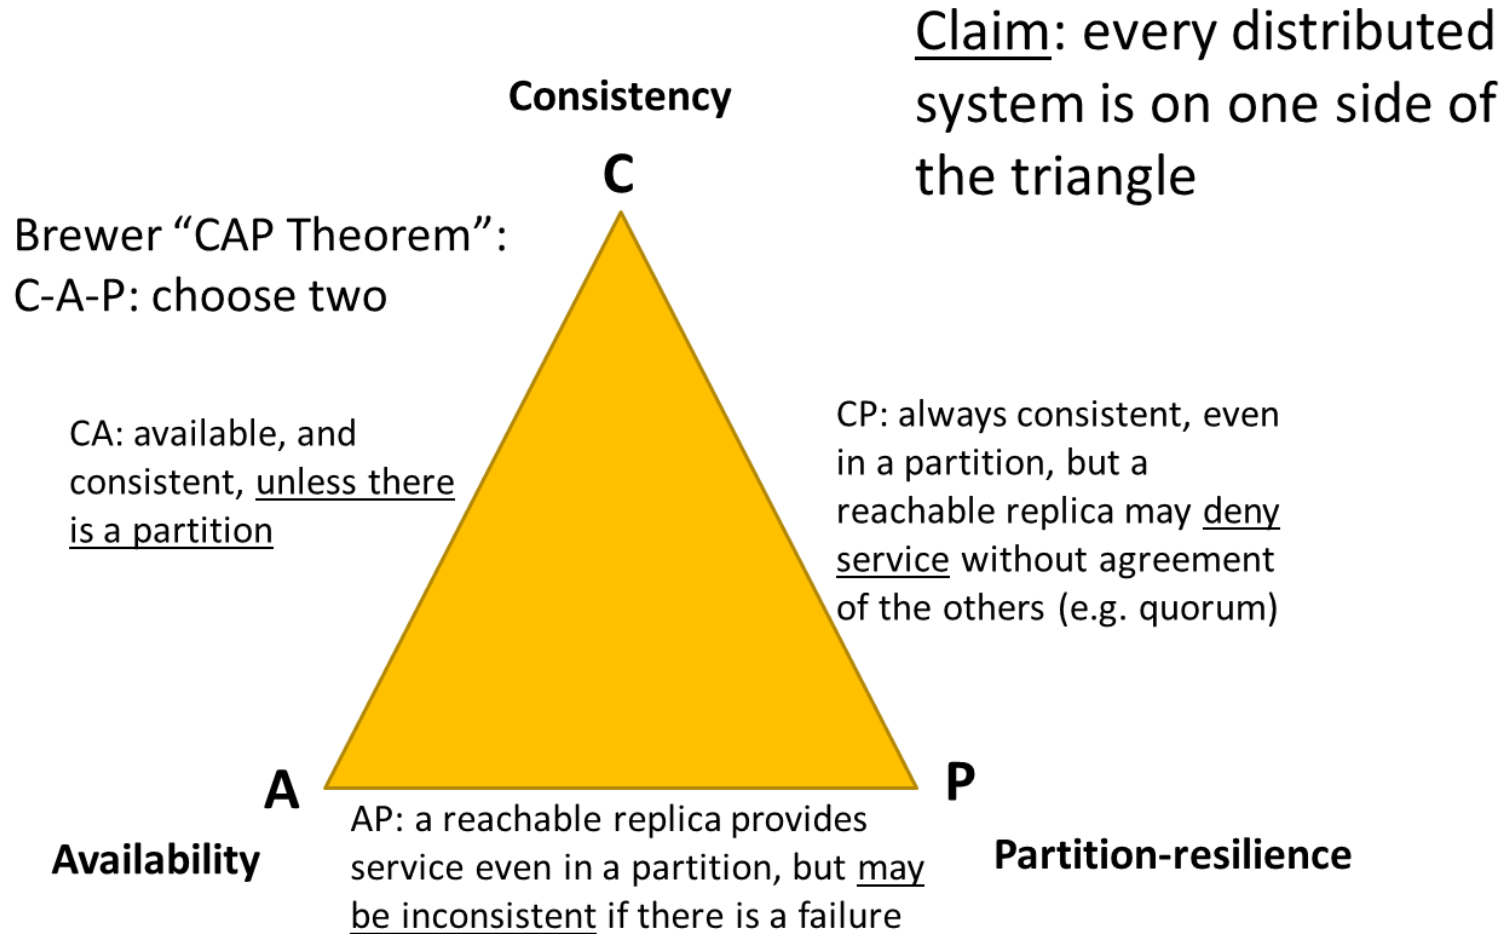 Claim: every distributed
system is on one side of
the triangle
Consistency
C
Brewer “CAP Theorem”:
C-A-P: choose two
CA: available, and
consistent, unless there
is a partition
CP: always consistent, even
in a partition, but a
reachable replica may deny
service without agreement
of the others (e.g. quorum)
A
Availability
AP: a reachable replica provides
service even in a partition, but may
be inconsistent if there is a failure
P
Partition-resilience